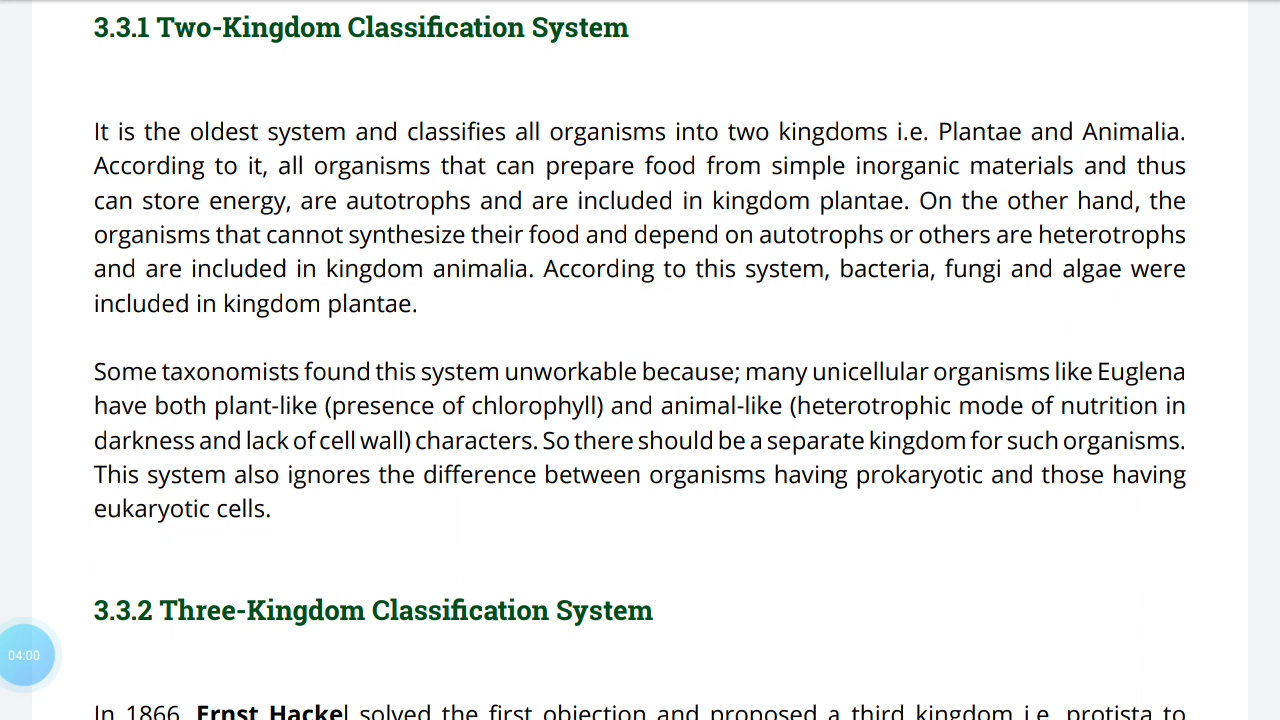 3.3.1 Two-Kingdom Classification System
It is the oldest system and classifies all organisms into two kingdoms i.e. Plantae and Animalia.
According to it, all organisms that can prepare food from simple inorganic materials and thus
can store energy, are autotrophs and are included in kingdom plantae. On the other hand, the
organisms that cannot synthesize their food and depend on autotrophs or others are heterotrophs
and are included in kingdom animalia. According to this system, bacteria, fungi and algae were
included in kingdom plantae.
Some taxonomists found this system unworkable because; many unicellular organisms like Euglena
have both plant-like (presence of chlorophyll) and animal-like (heterotrophic mode of nutrition in
darkness and lack of cell wall) characters. So there should be a separate kingdom for such organisms.
This system also ignores the difference between organisms having prokaryotic and those having
eukaryotic cells.
3.3.2 Three-Kingdom Classification System
04:00
In 1866, Ernst Hackel solved the first objection and proposed a third kingdom i.e. protista to